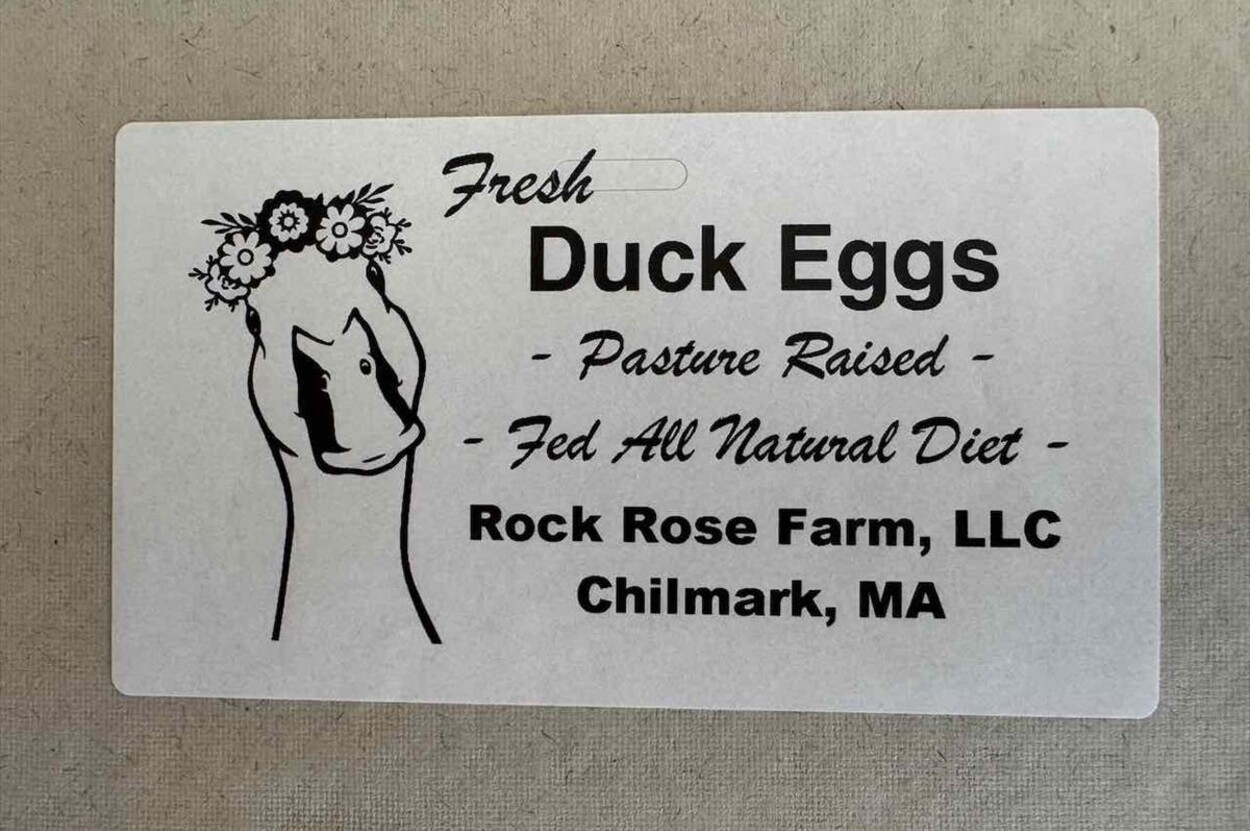 Fresh
Duck Eggs
- Pasture Raised -
- Fed All Natural Diet -
Rock Rose Farm, LLC
Chilmark, MA